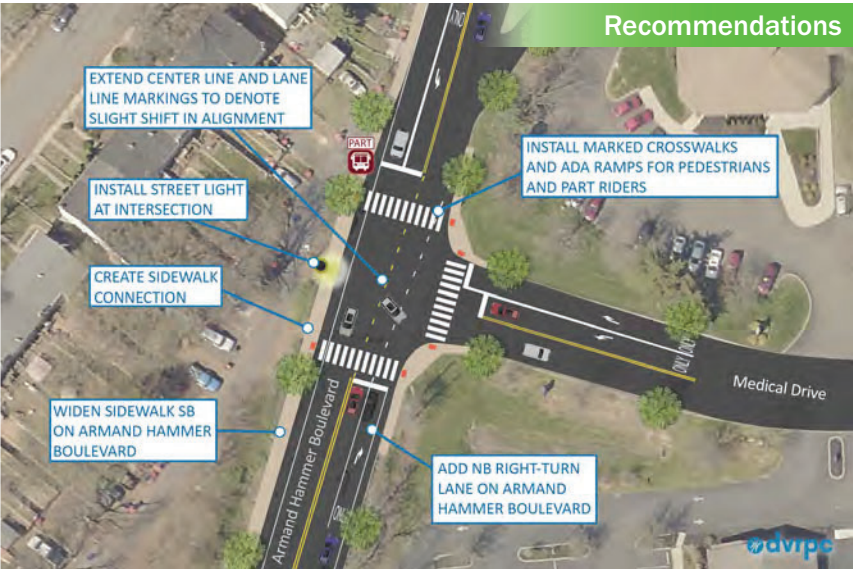 Recommendations
EXTEND CENTER LINE AND LANE
LINE MARKINGS TO DENOTE
SLIGHT SHIFT IN ALIGNMENT
PART
INSTALL MARKED CROSSWALKS
AND ADA RAMPS FOR PEDESTRIANS
AND PART RIDERS
INSTALL STREET LIGHT
AT INTERSECTION
CREATE SIDEWALK
CONNECTION
WIDEN SIDEWALK SB
ON ARMAND HAMMER
BOULEVARD
ADD NB RIGHT-TURN
LANE ON ARMAND
HAMMER BOULEVARD
Armand Hammer Boulevard
Medical Drive
ONLY
ONLY
ONLY
dvrpc